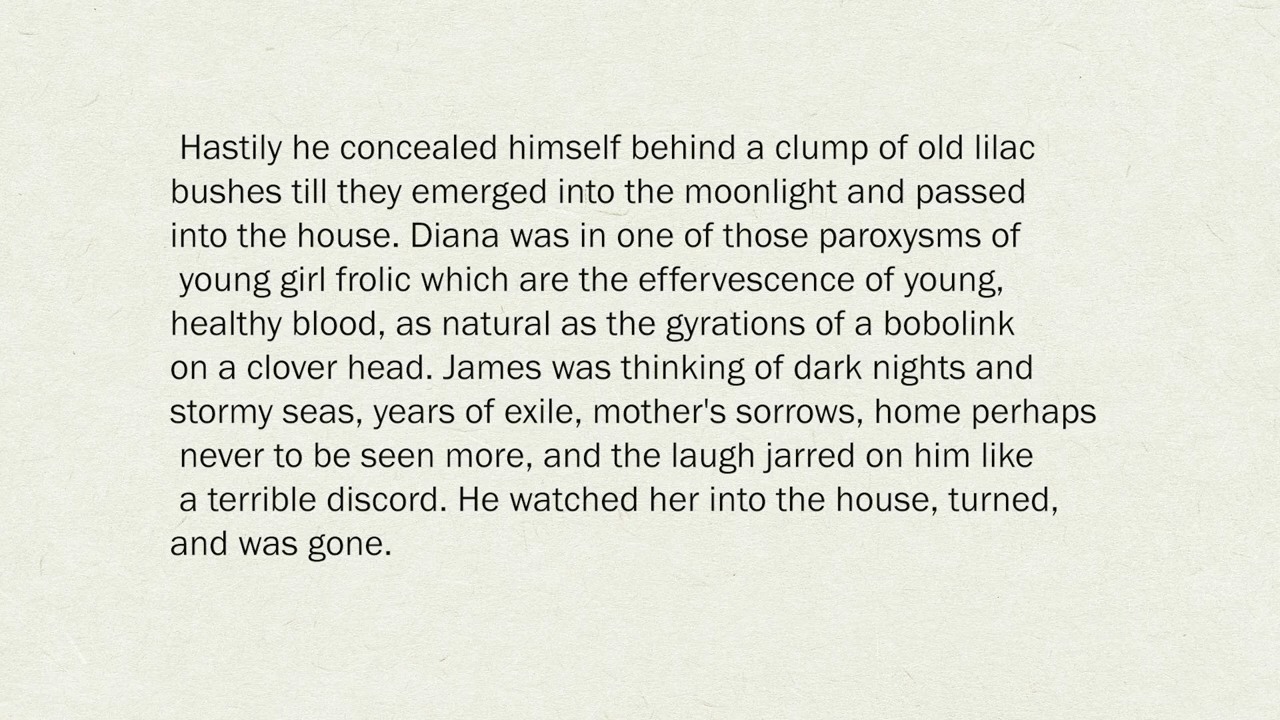 Hastily he concealed himself behind a clump of old lilac
bushes till they emerged into the moonlight and passed
into the house. Diana was in one of those paroxysms of
young girl frolic which are the effervescence of young,
healthy blood, as natural as the gyrations of a bobolink
on a clover head. James was thinking of dark nights and
stormy seas, years of exile, mother's sorrows, home perhaps
never to be seen more, and the laugh jarred on him like
a terrible discord. He watched her into the house, turned,
and was gone.